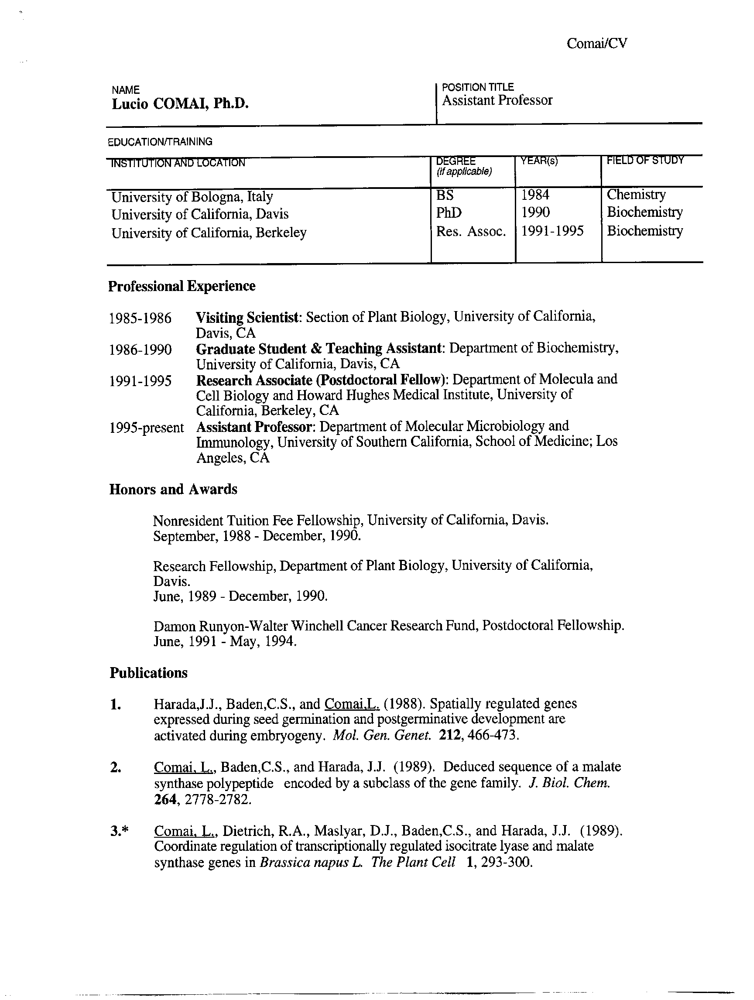 Comai/CV
NAME
Lucio COMAI, Ph.D.
POSITION TITLE
Assistant Professor
EDUCATION/TRAINING
INSTITUTION AND LOCATION DEGREE (if applicable) YEAR(s) FIELD OF STUDY
University of Bologna, Italy BS 1984 Chemistry
University of California, Davis PhD 1990 Biochemistry
University of California, Berkeley Res. Assoc. 1991-1995 Biochemistry
Professional Experience
1985-1986 Visiting Scientist: Section of Plant Biology, University of California,
Davis, CA
1986-1990 Graduate Student & Teaching Assistant: Department of Biochemistry,
University of California, Davis, CA
1991-1995 Research Associate (Postdoctoral Fellow): Department of Molecula and
Cell Biology and Howard Hughes Medical Institute, University of
California, Berkeley, CA
1995-present Assistant Professor: Department of Molecular Microbiology and
Immunology, University of Southern California, School of Medicine; Los
Angeles, CA
Honors and Awards
Nonresident Tuition Fee Fellowship, University of California, Davis.
September, 1988 - December, 1990.
Research Fellowship, Department of Plant Biology, University of California,
Davis.
June, 1989 - December, 1990.
Damon Runyon-Walter Winchell Cancer Research Fund, Postdoctoral Fellowship.
June, 1991 - May, 1994.
Publications
1. Harada,J.J., Baden,C.S., and Comai,L. (1988). Spatially regulated genes
expressed during seed germination and postgerminative development are
activated during embryogeny. Mol. Gen. Genet. 212, 466-473.
2. Comai, L., Baden,C.S., and Harada, J.J. (1989). Deduced sequence of a malate
synthase polypeptide encoded by a subclass of the gene family. J. Biol. Chem.
264, 2778-2782.
3.* Comai, L., Dietrich, R.A., Maslyar, D.J., Baden,C.S., and Harada, J.J. (1989).
Coordinate regulation of transcriptionally regulated isocitrate lyase and malate
synthase genes in Brassica napus L. The Plant Cell 1, 293-300.